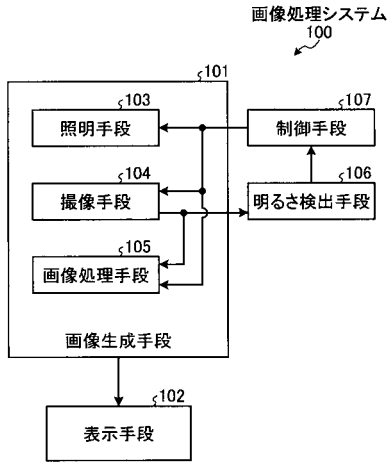 画像処理システム
100
101
103
照明手段
107
制御手段
104
撮像手段
106
明るさ検出手段
105
画像処理手段
画像生成手段
102
表示手段